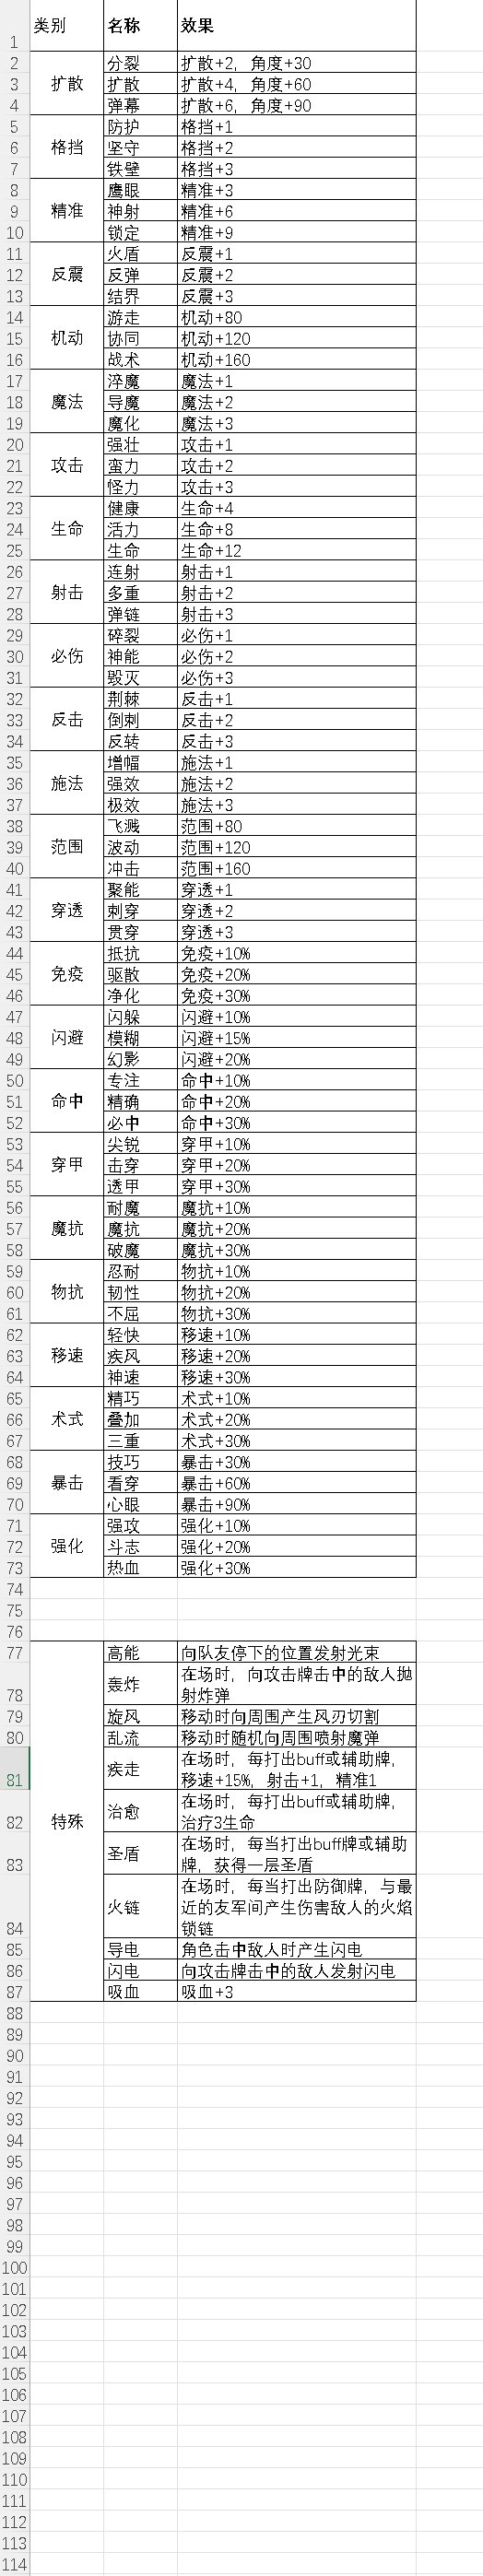 类别 名称 效果
1
2 分裂 扩散+2，角度+30
3 扩散 扩散 扩散+4，角度+60
4 弹幕 扩散+6，角度+90
5 防护 格挡+1
6 格挡 坚守 格挡+2
7 铁壁 格挡+3
8 鹰眼 精准+3
9 精准 神射 精准+6
10 锁定 精准+9
11 火盾 反震+1
12 反震 反弹 反震+2
13 结界 反震+3
14 游走 机动+80
15 机动 协同 机动+120
16 战术 机动+160
17 淬魔 魔法+1
18 魔法 导魔 魔法+2
19 魔化 魔法+3
20 强壮 攻击+1
21 攻击 蛮力 攻击+2
22 怪力 攻击+3
23 健康 生命+4
24 生命 活力 生命+8
25 生命 生命+12
26 连射 射击+1
27 射击 多重 射击+2
28 弹链 射击+3
29 碎裂 必伤+1
30 必伤 神能 必伤+2
31 毁灭 必伤+3
32 荆棘 反击+1
33 反击 倒刺 反击+2
34 反转 反击+3
35 增幅 施法+1
36 施法 强效 施法+2
37 极效 施法+3
38 飞溅 范围+80
39 范围 波动 范围+120
40 冲击 范围+160
41 聚能 穿透+1
42 穿透 刺穿 穿透+2
43 贯穿 穿透+3
44 抵抗 免疫+10%
45 免疫 驱散 免疫+20%
46 净化 免疫+30%
47 闪躲 闪避+10%
48 闪避 模糊 闪避+15%
49 幻影 闪避+20%
50 专注 命中+10%
51 命中 精确 命中+20%
52 必中 命中+30%
53 尖锐 穿甲+10%
54 穿甲 击穿 穿甲+20%
55 透甲 穿甲+30%
56 耐魔 魔抗+10%
57 魔抗 魔抗 魔抗+20%
58 破魔 魔抗+30%
59 忍耐 物抗+10%
60 物抗 韧性 物抗+20%
61 不屈 物抗+30%
62 轻快 移速+10%
63 移速 疾风 移速+20%
64 神速 移速+30%
65 精巧 术式+10%
66 术式 叠加 术式+20%
67 三重 术式+30%
68 技巧 暴击+30%
69 暴击 看穿 暴击+60%
70 心眼 暴击+90%
71 强攻 强化+10%
72 强化 斗志 强化+20%
73 热血 强化+30%
74
75
76
77 高能 向队友停下的位置发射光束
轰炸 在场时，向攻击牌击中的敌人抛
78 射炸弹
79 旋风 移动时向周围产生风刃切割
80 乱流 移动时随机向周围喷射魔弹
疾走 在场时，每打出buff或辅助牌，
81 移速+15%，射击+1，精准1
特殊 治愈 在场时，每打出buff或辅助牌，
82 治疗3生命
圣盾 在场时，每当打出buff牌或辅助
83 牌，获得一层圣盾
在场时，每当打出防御牌，与最
火链 近的友军间产生伤害敌人的火焰
84 锁链
85 导电 角色击中敌人时产生闪电
86 闪电 向攻击牌击中的敌人发射闪电
87 吸血 吸血+3
88
89
90
91
92
93
94
95
96
97
98
99
100
101
102
103
104
105
106
107
108
109
110
111
112
113
114